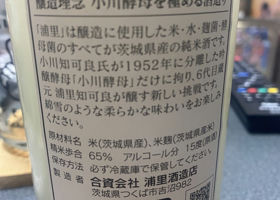 醸造理念 小川酵母を極める酒造り
「浦里」は醸造に使用した米・水・麹菌・酵
母菌のすべてが茨城県産の純米酒です。
小川知可良氏が1952年に分離した
醸酵母「小川酵母」だけに拘り、6代目蔵
元 浦里知可良が醸す新しい挑戦です。
綿雪のような柔らかな味わいをお楽しみ
ください。
原材料名 米(茨城県産)、米麹(茨城県産米)
精米歩合 65% アルコール分 15度(原酒)
保存方法 必ず冷蔵庫で保管してください
製造者 合資会社 浦里酒造店
茨城県つくば市吉沼982